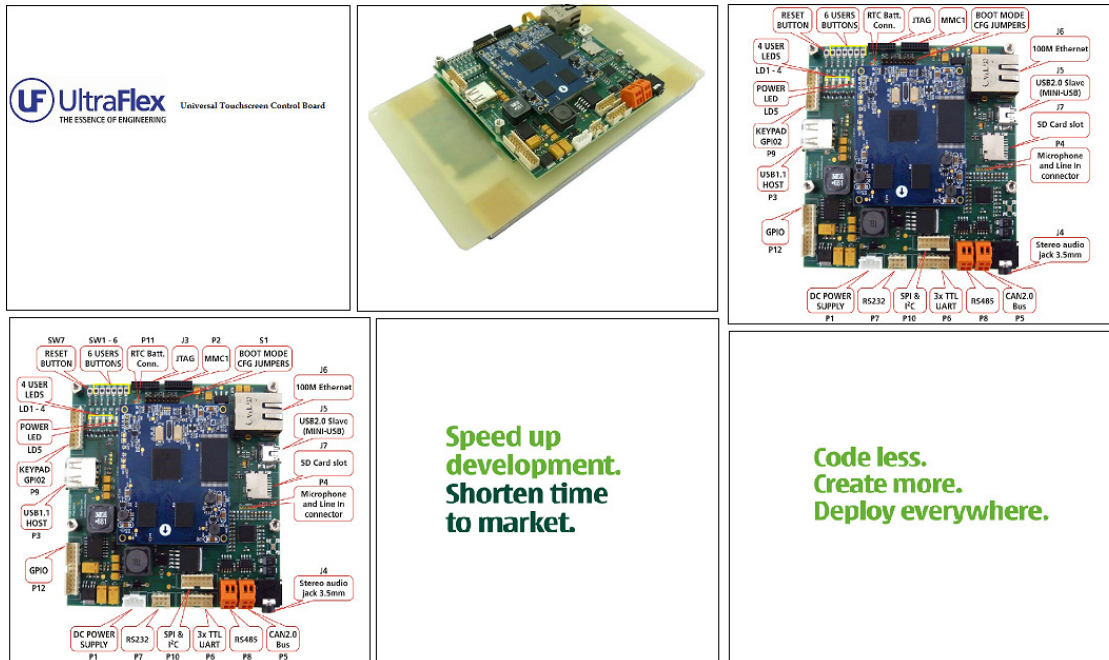 UF UltraFlex
THE ESSENCE OF ENGINEERING
Universal Touchscreen Control Board
RESET
BUTTON
6 USERS
BUTTONS
RTC Batt.
Conn.
JTAG
MMC1
BOOT MODE
CFG JUMPERS
4 USER
LEDS
LD1 - 4
POWER
LED
LD5
KEYPAD
GPI02
P9
USB1.1
HOST
P3
GPIO
P12
J6
100M Ethernet
J5
USB2.0 Slave
(MINI-USB)
J7
SD Card slot
P4
Microphone
and Line In
connector
J4
Stereo audio
jack 3.5mm
DC POWER
SUPPLY
P1
RS232
P7
SPI &
I²C
P10
3x TTL
UART
P6
RS485
P8
CAN2.0
Bus
P5
SW7
RESET
BUTTON
SW1 - 6
6 USERS
BUTTONS
P11
RTC Batt.
Conn.
J3
JTAG
P2
MMC1
S1
BOOT MODE
CFG JUMPERS
4 USER
LEDS
LD1 - 4
POWER
LED
LD5
KEYPAD
GPI02
P9
USB1.1
HOST
P3
GPIO
P12
J6
100M Ethernet
J5
USB2.0 Slave
(MINI-USB)
J7
SD Card slot
P4
Microphone
and Line In
connector
J4
Stereo audio
jack 3.5mm
DC POWER
SUPPLY
P1
RS232
P7
SPI &
I²C
P10
3x TTL
UART
P6
RS485
P8
CAN2.0
Bus
P5
Speed up
development.
Shorten time
to market.
Code less.
Create more.
Deploy everywhere.